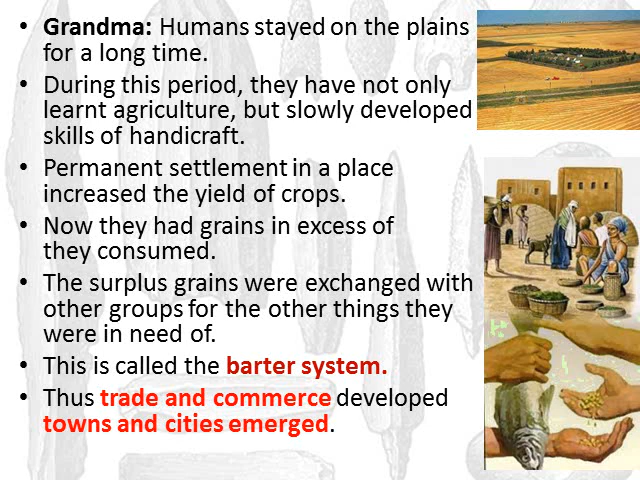 • Grandma: Humans stayed on the plains
for a long time.
• During this period, they have not only
learnt agriculture, but slowly developed
skills of handicraft.
• Permanent settlement in a place
increased the yield of crops.
• Now they had grains in excess of
they consumed.
• The surplus grains were exchanged with
other groups for the other things they
were in need of.
• This is called the barter system.
• Thus trade and commerce developed
towns and cities emerged.